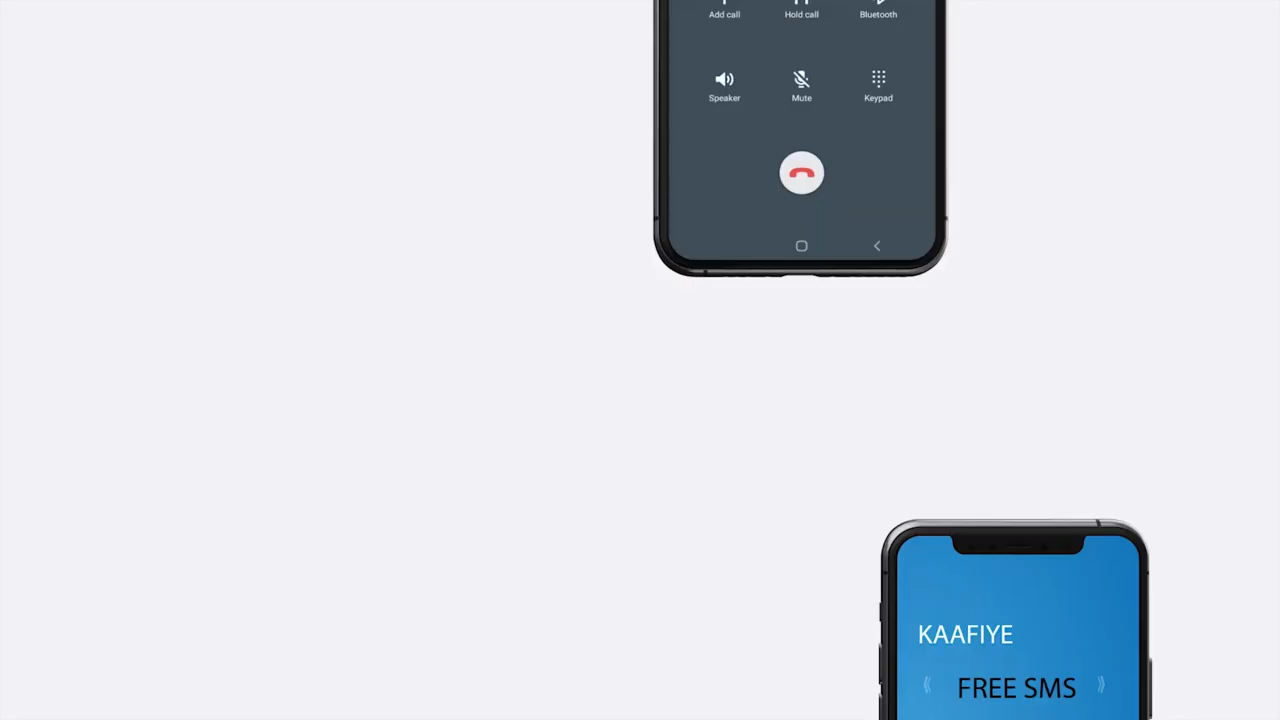 Add call Hold call Bluetooth
Speaker Mute Keypad
KAAFIYE
FREE SMS